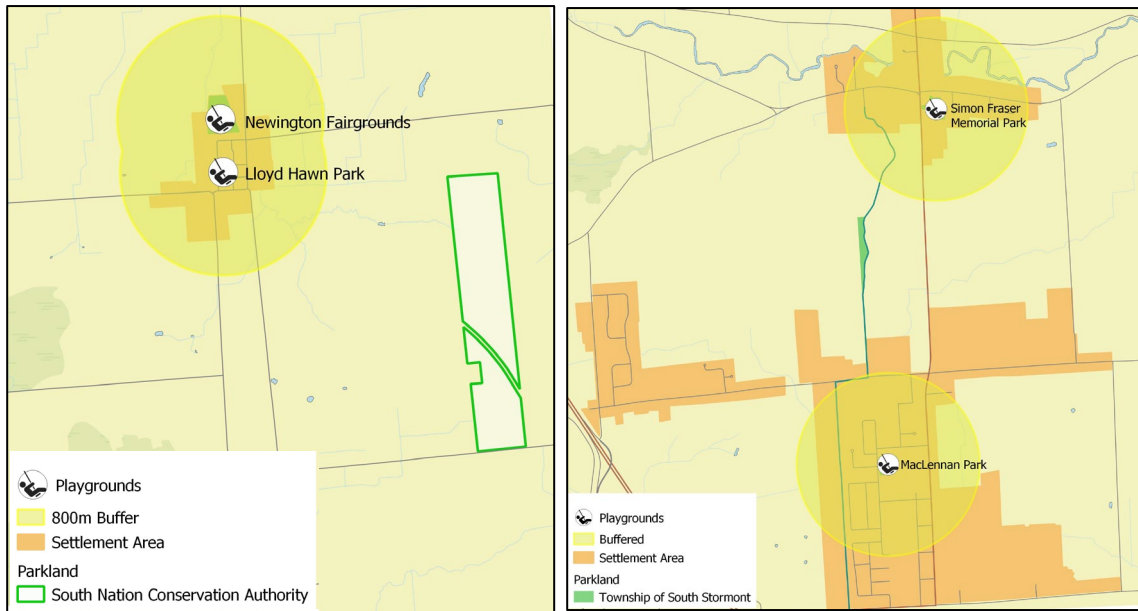 Newington Fairgrounds
Lloyd Hawn Park
Playgrounds
800m Buffer
Settlement Area
Parkland
South Nation Conservation Authority
Simon Fraser
Memorial Park
MacLennan Park
Playgrounds
Buffered
Settlement Area
Parkland
Township of South Stormont